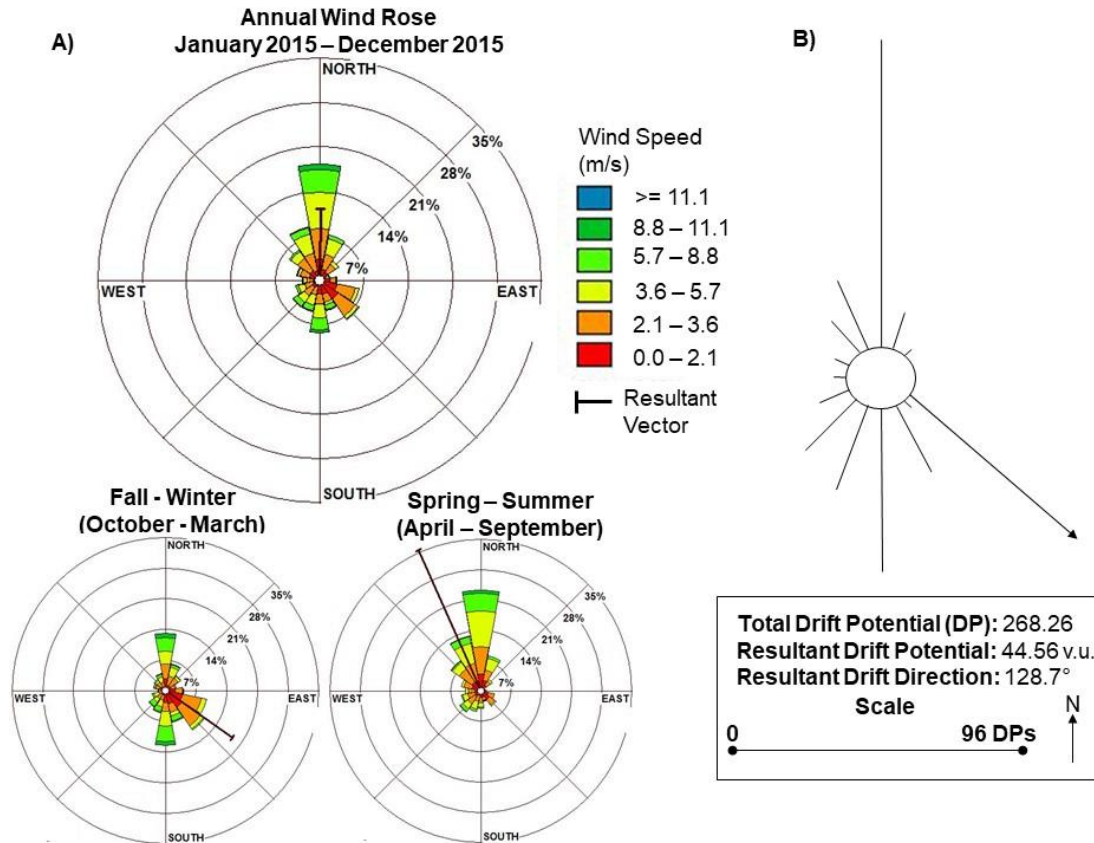 A)
Annual Wind Rose
January 2015 – December 2015
NORTH
35%
28%
21%
14%
7%
WEST
EAST
SOUTH
Wind Speed
(m/s)
>= 11.1
8.8 – 11.1
5.7 – 8.8
3.6 – 5.7
2.1 – 3.6
0.0 – 2.1
Resultant
Vector
Fall - Winter
(October - March)
NORTH
35%
28%
21%
14%
7%
WEST
EAST
SOUTH
Spring – Summer
(April – September)
NORTH
35%
28%
21%
14%
7%
WEST
EAST
SOUTH
B)
Total Drift Potential (DP): 268.26
Resultant Drift Potential: 44.56 v.u.
Resultant Drift Direction: 128.7°
Scale
N
0 96 DPs